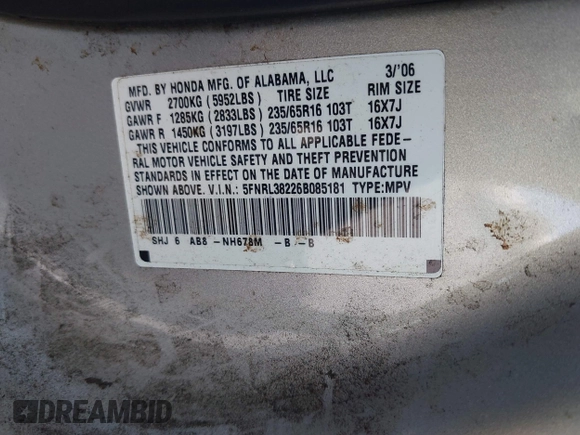 MFD. BY HONDA MFG. OF ALABAMA, LLC 3/'06
GVWR 2700KG (5952LBS) TIRE SIZE RIM SIZE
GAWR F 1285KG (2833LBS) 235/65R16 103T 16X7J
GAWR R 1450KG (3197LBS) 235/65R16 103T 16X7J
THIS VEHICLE CONFORMS TO ALL APPLICABLE FEDE-
RAL MOTOR VEHICLE SAFETY AND THEFT PREVENTION
STANDARDS IN EFFECT ON THE DATE OF MANUFACTURE
SHOWN ABOVE. V.I.N.: 5FNRL38226B085181 TYPE:MPV
SHJ 6 AB8 -NH678M -B -B
DREAMBID